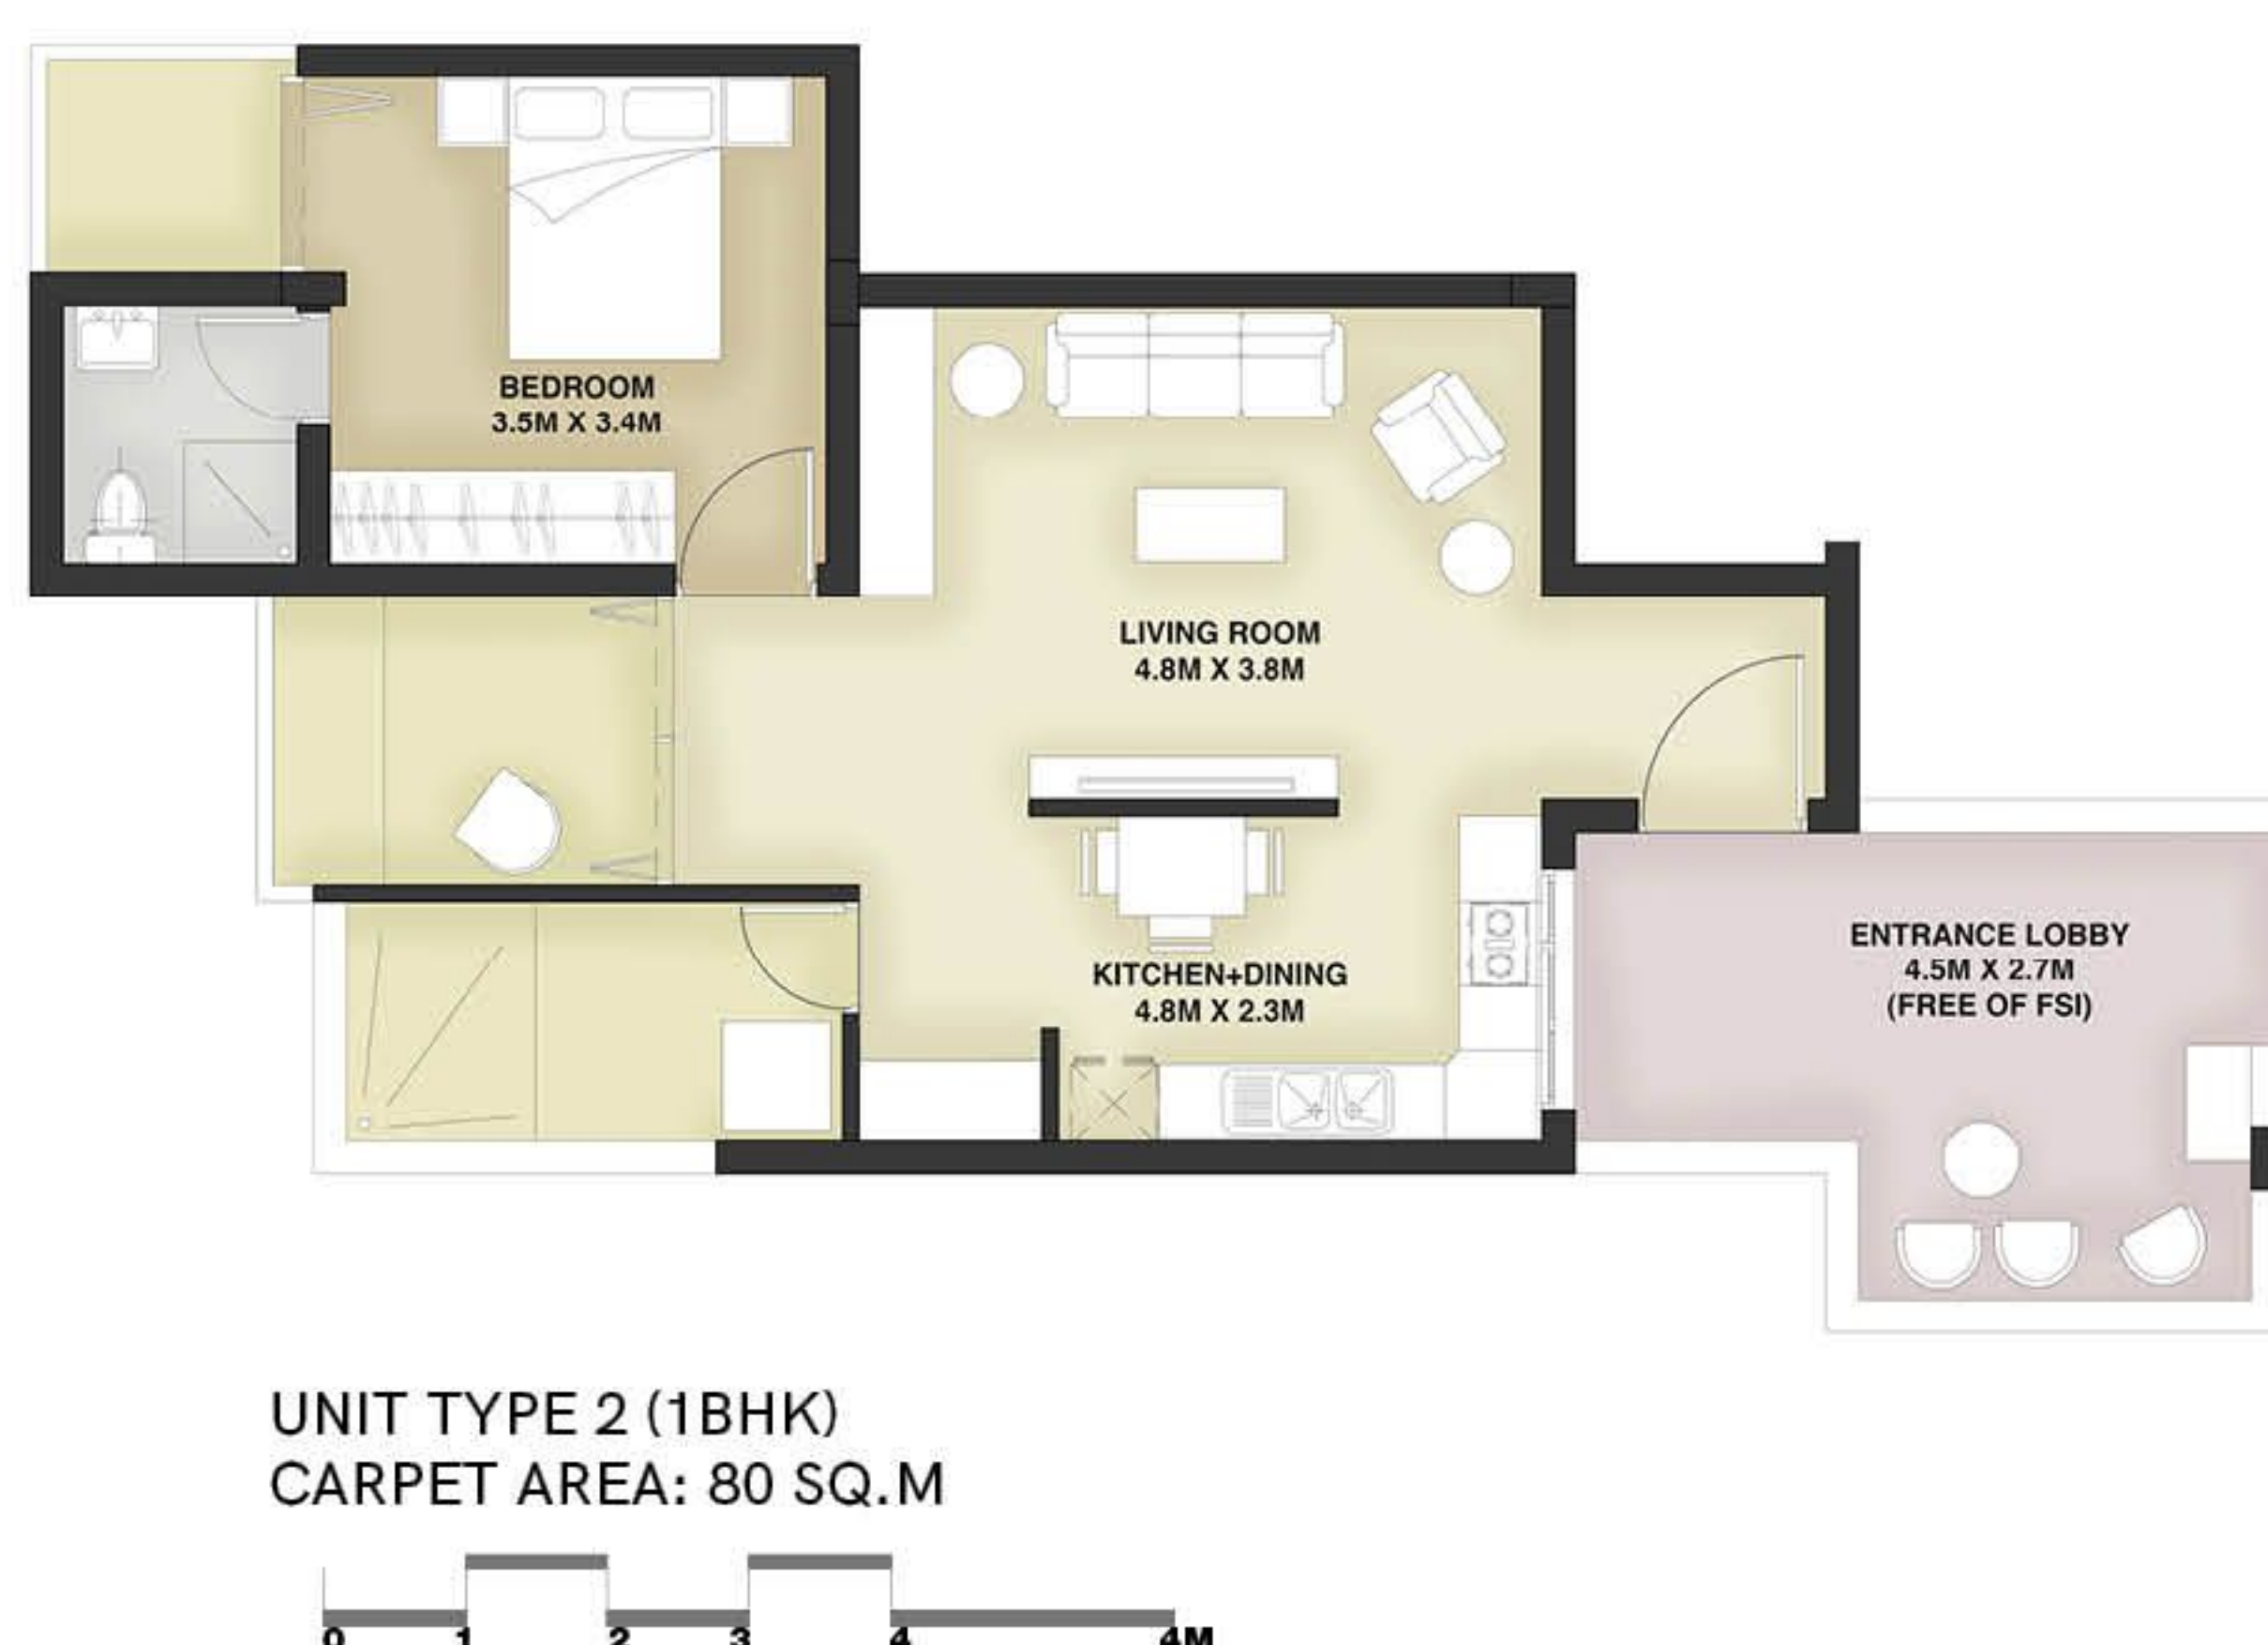 BEDROOM
3.5M X 3.4M
LIVING ROOM
4.8M X 3.8M
KITCHEN+DINING
4.8M X 2.3M
ENTRANCE LOBBY
4.5M X 2.7M
(FREE OF FSI)
UNIT TYPE 2 (1BHK)
CARPET AREA: 80 SQ.M
0 1 2 3 4 4M